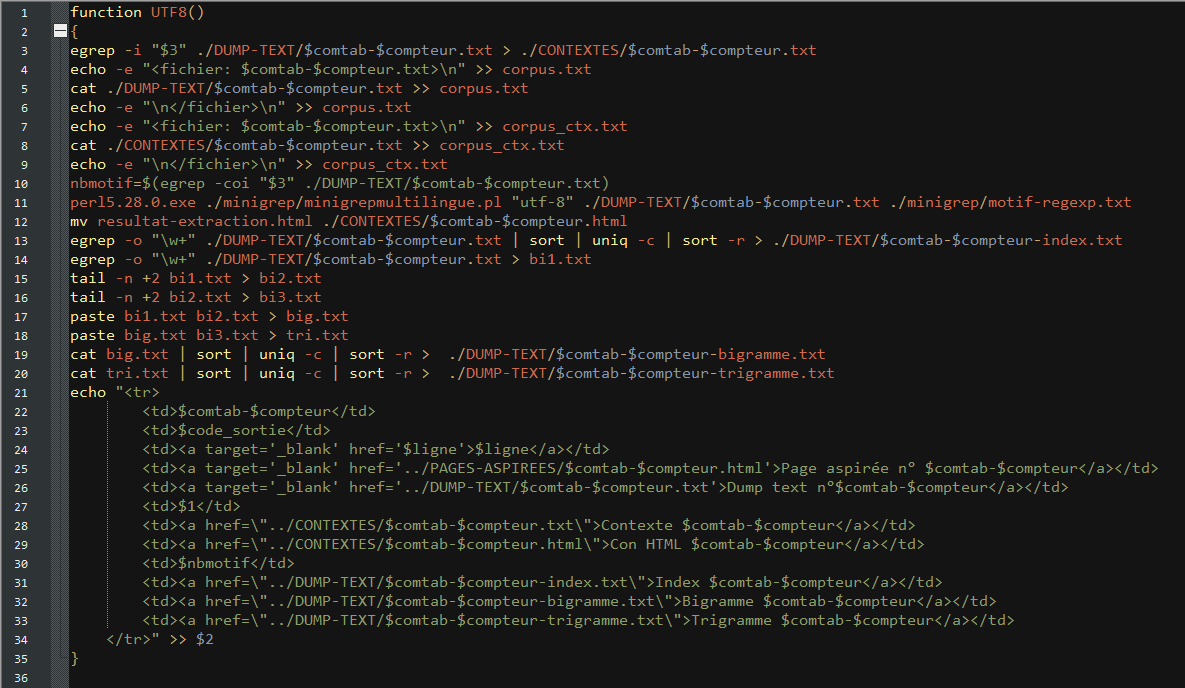 1 function UTF8()
2 {
3 egrep -i "$3" ./DUMP-TEXT/$comtab-$compteur.txt > ./CONTEXTES/$comtab-$compteur.txt
4 echo -e "<fichier: $comtab-$compteur.txt>\n" >> corpus.txt
5 cat ./DUMP-TEXT/$comtab-$compteur.txt >> corpus.txt
6 echo -e "\n</fichier>\n" >> corpus.txt
7 echo -e "<fichier: $comtab-$compteur.txt>\n" >> corpus_ctx.txt
8 cat ./CONTEXTES/$comtab-$compteur.txt >> corpus_ctx.txt
9 echo -e "\n</fichier>\n" >> corpus_ctx.txt
10 nbmotif=$(egrep -coi "$3" ./DUMP-TEXT/$comtab-$compteur.txt)
11 perl5.28.0.exe ./minigrep/minigrepmultilingue.pl "utf-8" ./DUMP-TEXT/$comtab-$compteur.txt ./minigrep/motif-regexp.txt
12 mv resultat-extraction.html ./CONTEXTES/$comtab-$compteur.html
13 egrep -o "\w+" ./DUMP-TEXT/$comtab-$compteur.txt | sort | uniq -c | sort -r > ./DUMP-TEXT/$comtab-$compteur-index.txt
14 egrep -o "\w+" ./DUMP-TEXT/$comtab-$compteur.txt > bi1.txt
15 tail -n +2 bi1.txt > bi2.txt
16 tail -n +2 bi2.txt > bi3.txt
17 paste bi1.txt bi2.txt > big.txt
18 paste big.txt bi3.txt > tri.txt
19 cat big.txt | sort | uniq -c | sort -r >  ./DUMP-TEXT/$comtab-$compteur-bigramme.txt
20 cat tri.txt | sort | uniq -c | sort -r >  ./DUMP-TEXT/$comtab-$compteur-trigramme.txt
21 echo "<tr>
22 <td>$comtab-$compteur</td>
23 <td>$code_sortie</td>
24 <td><a target='_blank' href='$ligne'>$ligne</a></td>
25 <td><a target='_blank' href='../PAGES-ASPIREES/$comtab-$compteur.html'>Page aspirée n° $comtab-$compteur</a></td>
26 <td><a target='_blank' href='../DUMP-TEXT/$comtab-$compteur.txt'>Dump text n°$comtab-$compteur</a></td>
27 <td>$1</td>
28 <td><a href=\"../CONTEXTES/$comtab-$compteur.txt\">Contexte $comtab-$compteur</a></td>
29 <td><a href=\"../CONTEXTES/$comtab-$compteur.html\">Con HTML $comtab-$compteur</a></td>
30 <td>$nbmotif</td>
31 <td><a href=\"../DUMP-TEXT/$comtab-$compteur-index.txt\">Index $comtab-$compteur</a></td>
32 <td><a href=\"../DUMP-TEXT/$comtab-$compteur-bigramme.txt\">Bigramme $comtab-$compteur</a></td>
33 <td><a href=\"../DUMP-TEXT/$comtab-$compteur-trigramme.txt\">Trigramme $comtab-$compteur</a></td>
34 </tr>" >> $2
35 }
36